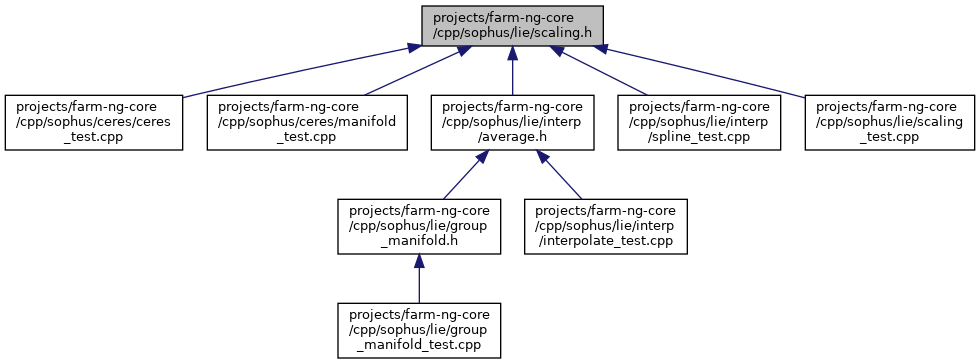 projects/farm-ng-core
/cpp/sophus/lie/scaling.h
projects/farm-ng-core
/cpp/sophus/ceres/ceres
_test.cpp
projects/farm-ng-core
/cpp/sophus/ceres/manifold
_test.cpp
projects/farm-ng-core
/cpp/sophus/lie/interp
/average.h
projects/farm-ng-core
/cpp/sophus/lie/interp
/spline_test.cpp
projects/farm-ng-core
/cpp/sophus/lie/scaling
_test.cpp
projects/farm-ng-core
/cpp/sophus/lie/group
_manifold.h
projects/farm-ng-core
/cpp/sophus/lie/interp
/interpolate_test.cpp
projects/farm-ng-core
/cpp/sophus/lie/group
_manifold_test.cpp